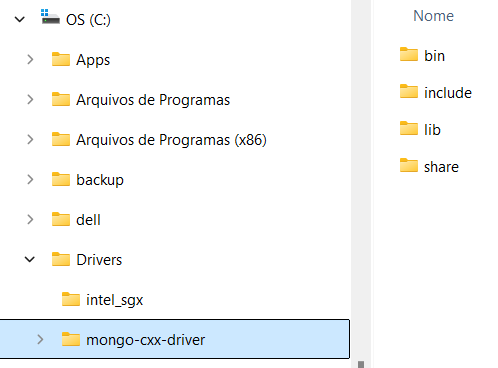 OS (C:)
Apps
Arquivos de Programas
Arquivos de Programas (x86)
backup
dell
Drivers
intel_sgx
mongo-cxx-driver
Nome
bin
include
lib
share